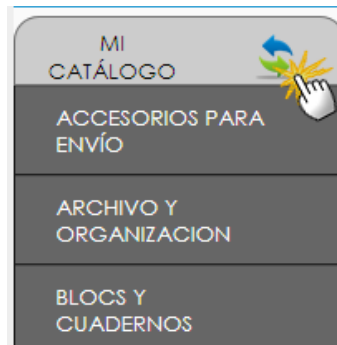 MI
CATÁLOGO
ACCESORIOS PARA
ENVÍO
ARCHIVO Y
ORGANIZACION
BLOCS Y
CUADERNOS